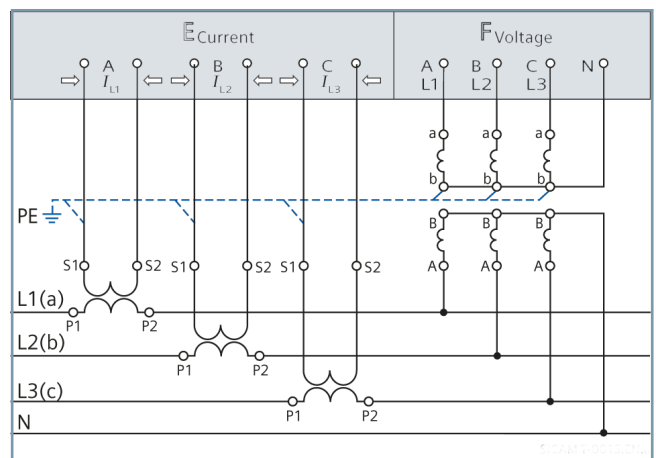 E Current
F Voltage
A B C
I L1 I L2 I L3
A B C N
L1 L2 L3
a a a
b b b
PE
B B B
S1 S2 S1 S2 S1 S2 A A A
L1(a)
P1 P2
L2(b)
P1 P2
L3(c)
P1 P2
N